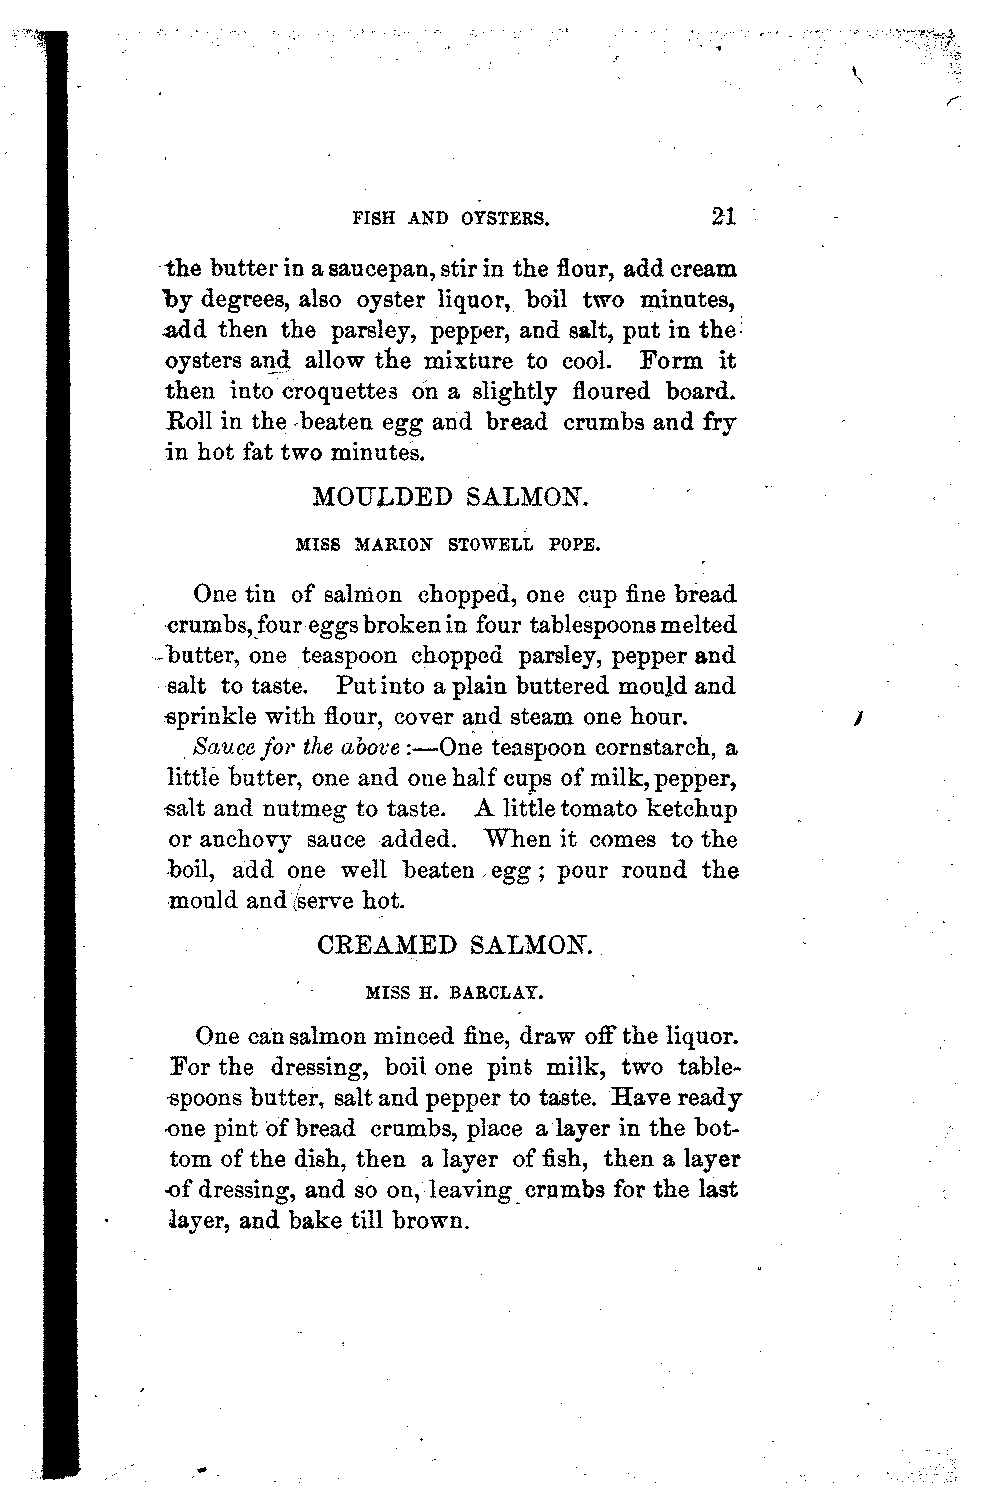 FISH AND OYSTERS. 21
the butter in a saucepan, stir in the flour, add cream
by degrees, also oyster liquor, boil two minutes,
add then the parsley, pepper, and salt, put in the
oysters and allow the mixture to cool. Form it
then into croquettes on a slightly floured board.
Roll in the beaten egg and bread crumbs and fry
in hot fat two minutes.
MOULDED SALMON.
MISS MARION STOWELL POPE.
One tin of salmon chopped, one cup fine bread
crumbs, four eggs broken in four tablespoons melted
butter, one teaspoon chopped parsley, pepper and
salt to taste. Put into a plain buttered mould and
sprinkle with flour, cover and steam one hour.
Sauce for the above :—One teaspoon cornstarch, a
little butter, one and one half cups of milk, pepper,
salt and nutmeg to taste. A little tomato ketchup
or anchovy sauce added. When it comes to the
boil, add one well beaten egg ; pour round the
mould and serve hot.
CREAMED SALMON.
MISS H. BARCLAY.
One can salmon minced fine, draw off the liquor.
For the dressing, boil one pint milk, two table-
spoons butter, salt and pepper to taste. Have ready
one pint of bread crumbs, place a layer in the bot-
tom of the dish, then a layer of fish, then a layer
of dressing, and so on, leaving crumbs for the last
layer, and bake till brown.